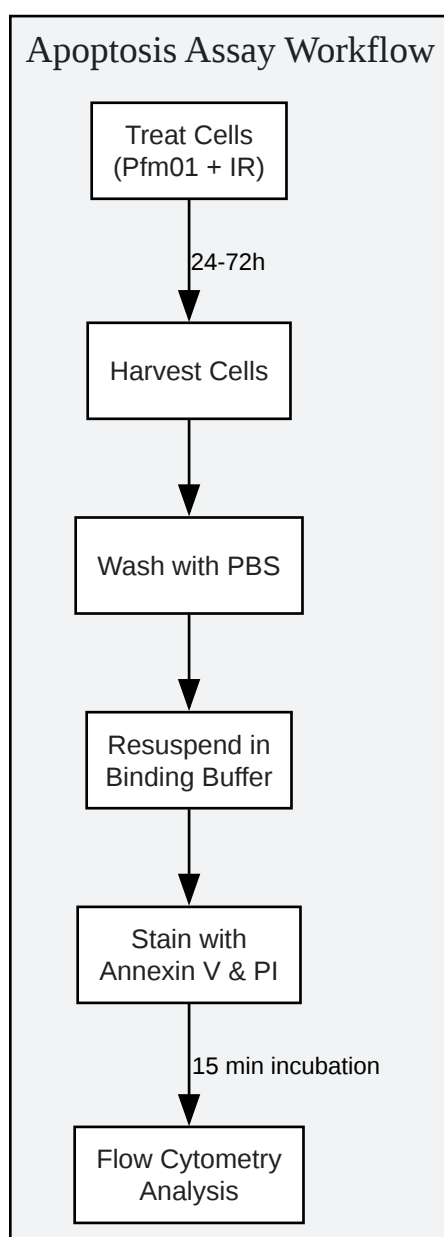 Apoptosis Assay Workflow
Treat Cells
(Pfm01 + IR)
24-72h
Harvest Cells
Wash with PBS
Resuspend in
Binding Buffer
Stain with
Annexin V & PI
15 min incubation
Flow Cytometry
Analysis